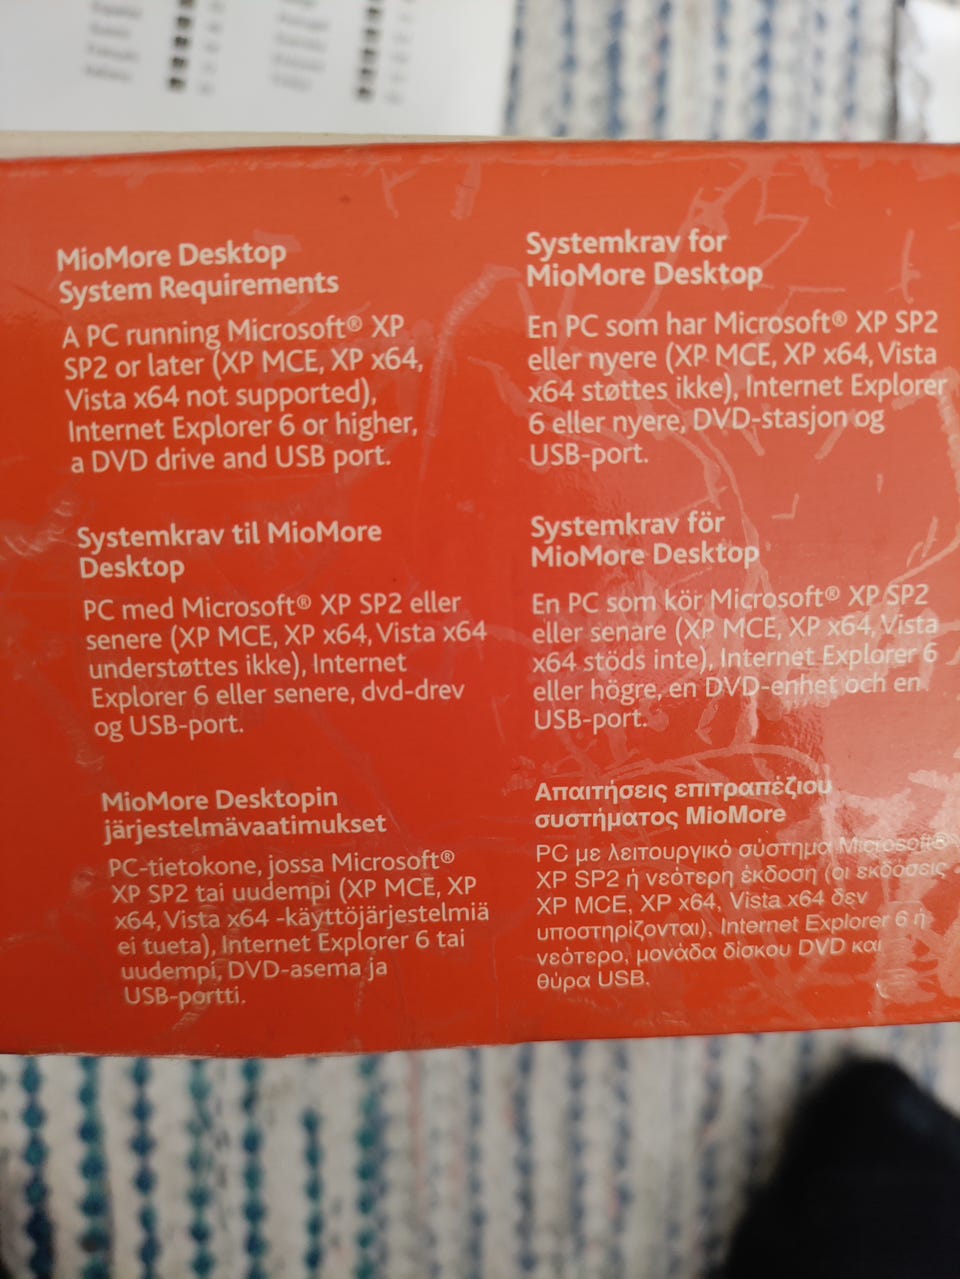 MioMore Desktop
System Requirements
A PC running Microsoft® XP
SP2 or later (XP MCE, XP x64,
Vista x64 not supported),
Internet Explorer 6 or higher,
a DVD drive and USB port.
Systemkrav for
MioMore Desktop
En PC som har Microsoft® XP SP2
eller nyere (XP MCE, XP x64, Vista
x64 støttes ikke), Internet Explorer
6 eller nyere, DVD-stasjon og
USB-port.
Systemkrav til MioMore
Desktop
PC med Microsoft® XP SP2 eller
senere (XP MCE, XP x64, Vista x64
understøttes ikke), Internet
Explorer 6 eller senere, dvd-drev
og USB-port.
Systemkrav för
MioMore Desktop
En PC som kör Microsoft® XP SP2
eller senare (XP MCE, XP x64, Vista
x64 stöds inte), Internet Explorer 6
eller högre, en DVD-enhet och en
USB-port.
MioMore Desktopin
järjestelmävaatimukset
PC-tietokone, jossa Microsoft®
XP SP2 tai uudempi (XP MCE, XP
x64, Vista x64 -käyttöjärjestelmiä
ei tueta), Internet Explorer 6 tai
uudempi, DVD-asema ja
USB-portti.
Απαιτήσεις επιτραπέζιου
συστήματος MioMore
PC με λειτουργικό σύστημα Microsoft®
XP SP2 ή νεότερη έκδοση (οι εκδόσεις
XP MCE, XP x64, Vista x64 δεν
υποστηρίζονται), Internet Explorer 6 ή
νεότερο, μονάδα δίσκου DVD και
θύρα USB.